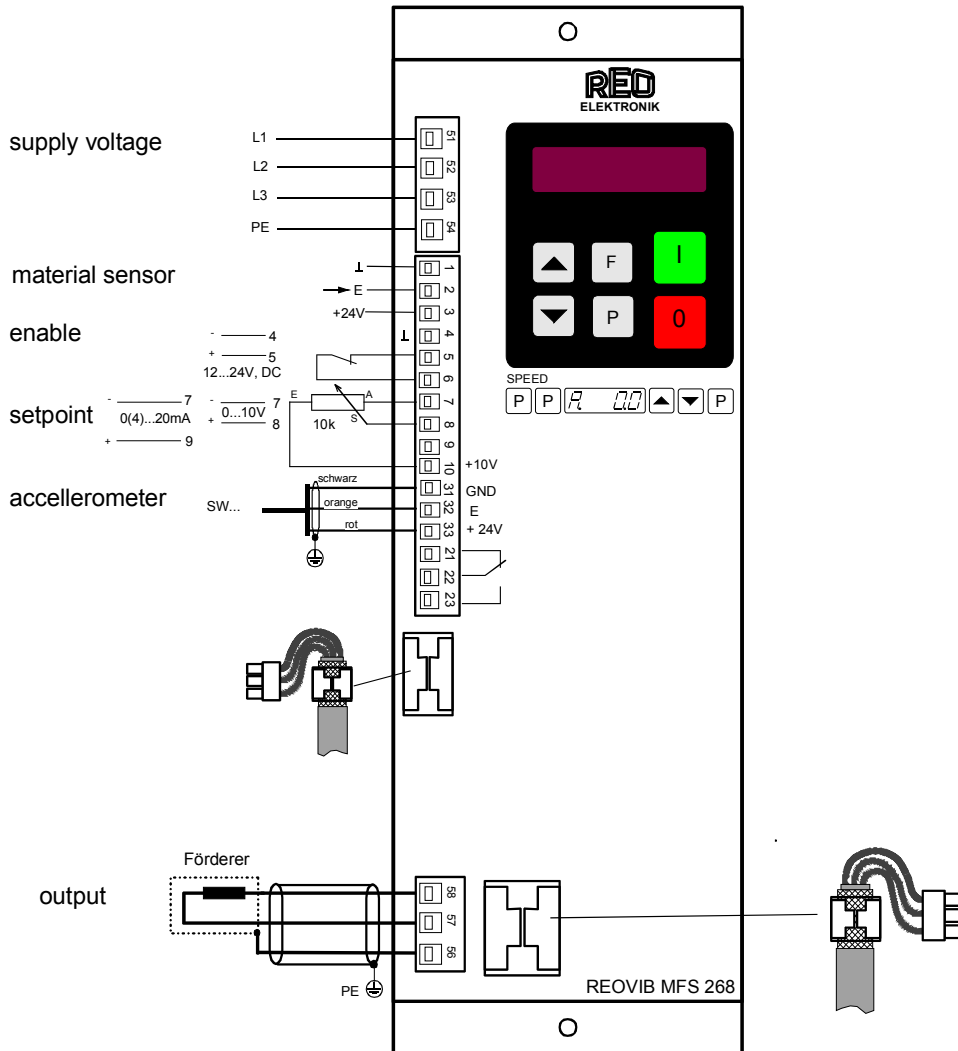 REO
ELEKTRONIK
supply voltage
L1
51
L2
52
L3
53
PE
54
I
F
P
0
material sensor
⊥
1
E
2
+24V
3
enable
-
4
⊥
4
+
5
5
12...24V, DC
6
SPEED
P P A 0.0 P
setpoint
-
7
-
7
E
A
7
0(4)...20mA
0...10V
+
8
10k
S
8
+
9
9
10
+10V
accellerometer
SW...
schwarz
31
GND
orange
32
E
rot
33
+ 24V
21
22
23
Förderer
output
58
57
56
PE
REOVIB MFS 268